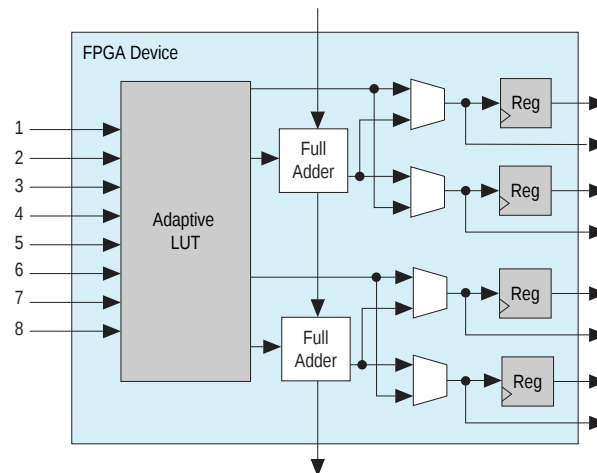 FPGA Device
1
2
3
4
5
6
7
8
Adaptive
LUT
Full
Adder
Full
Adder
Reg
Reg
Reg
Reg